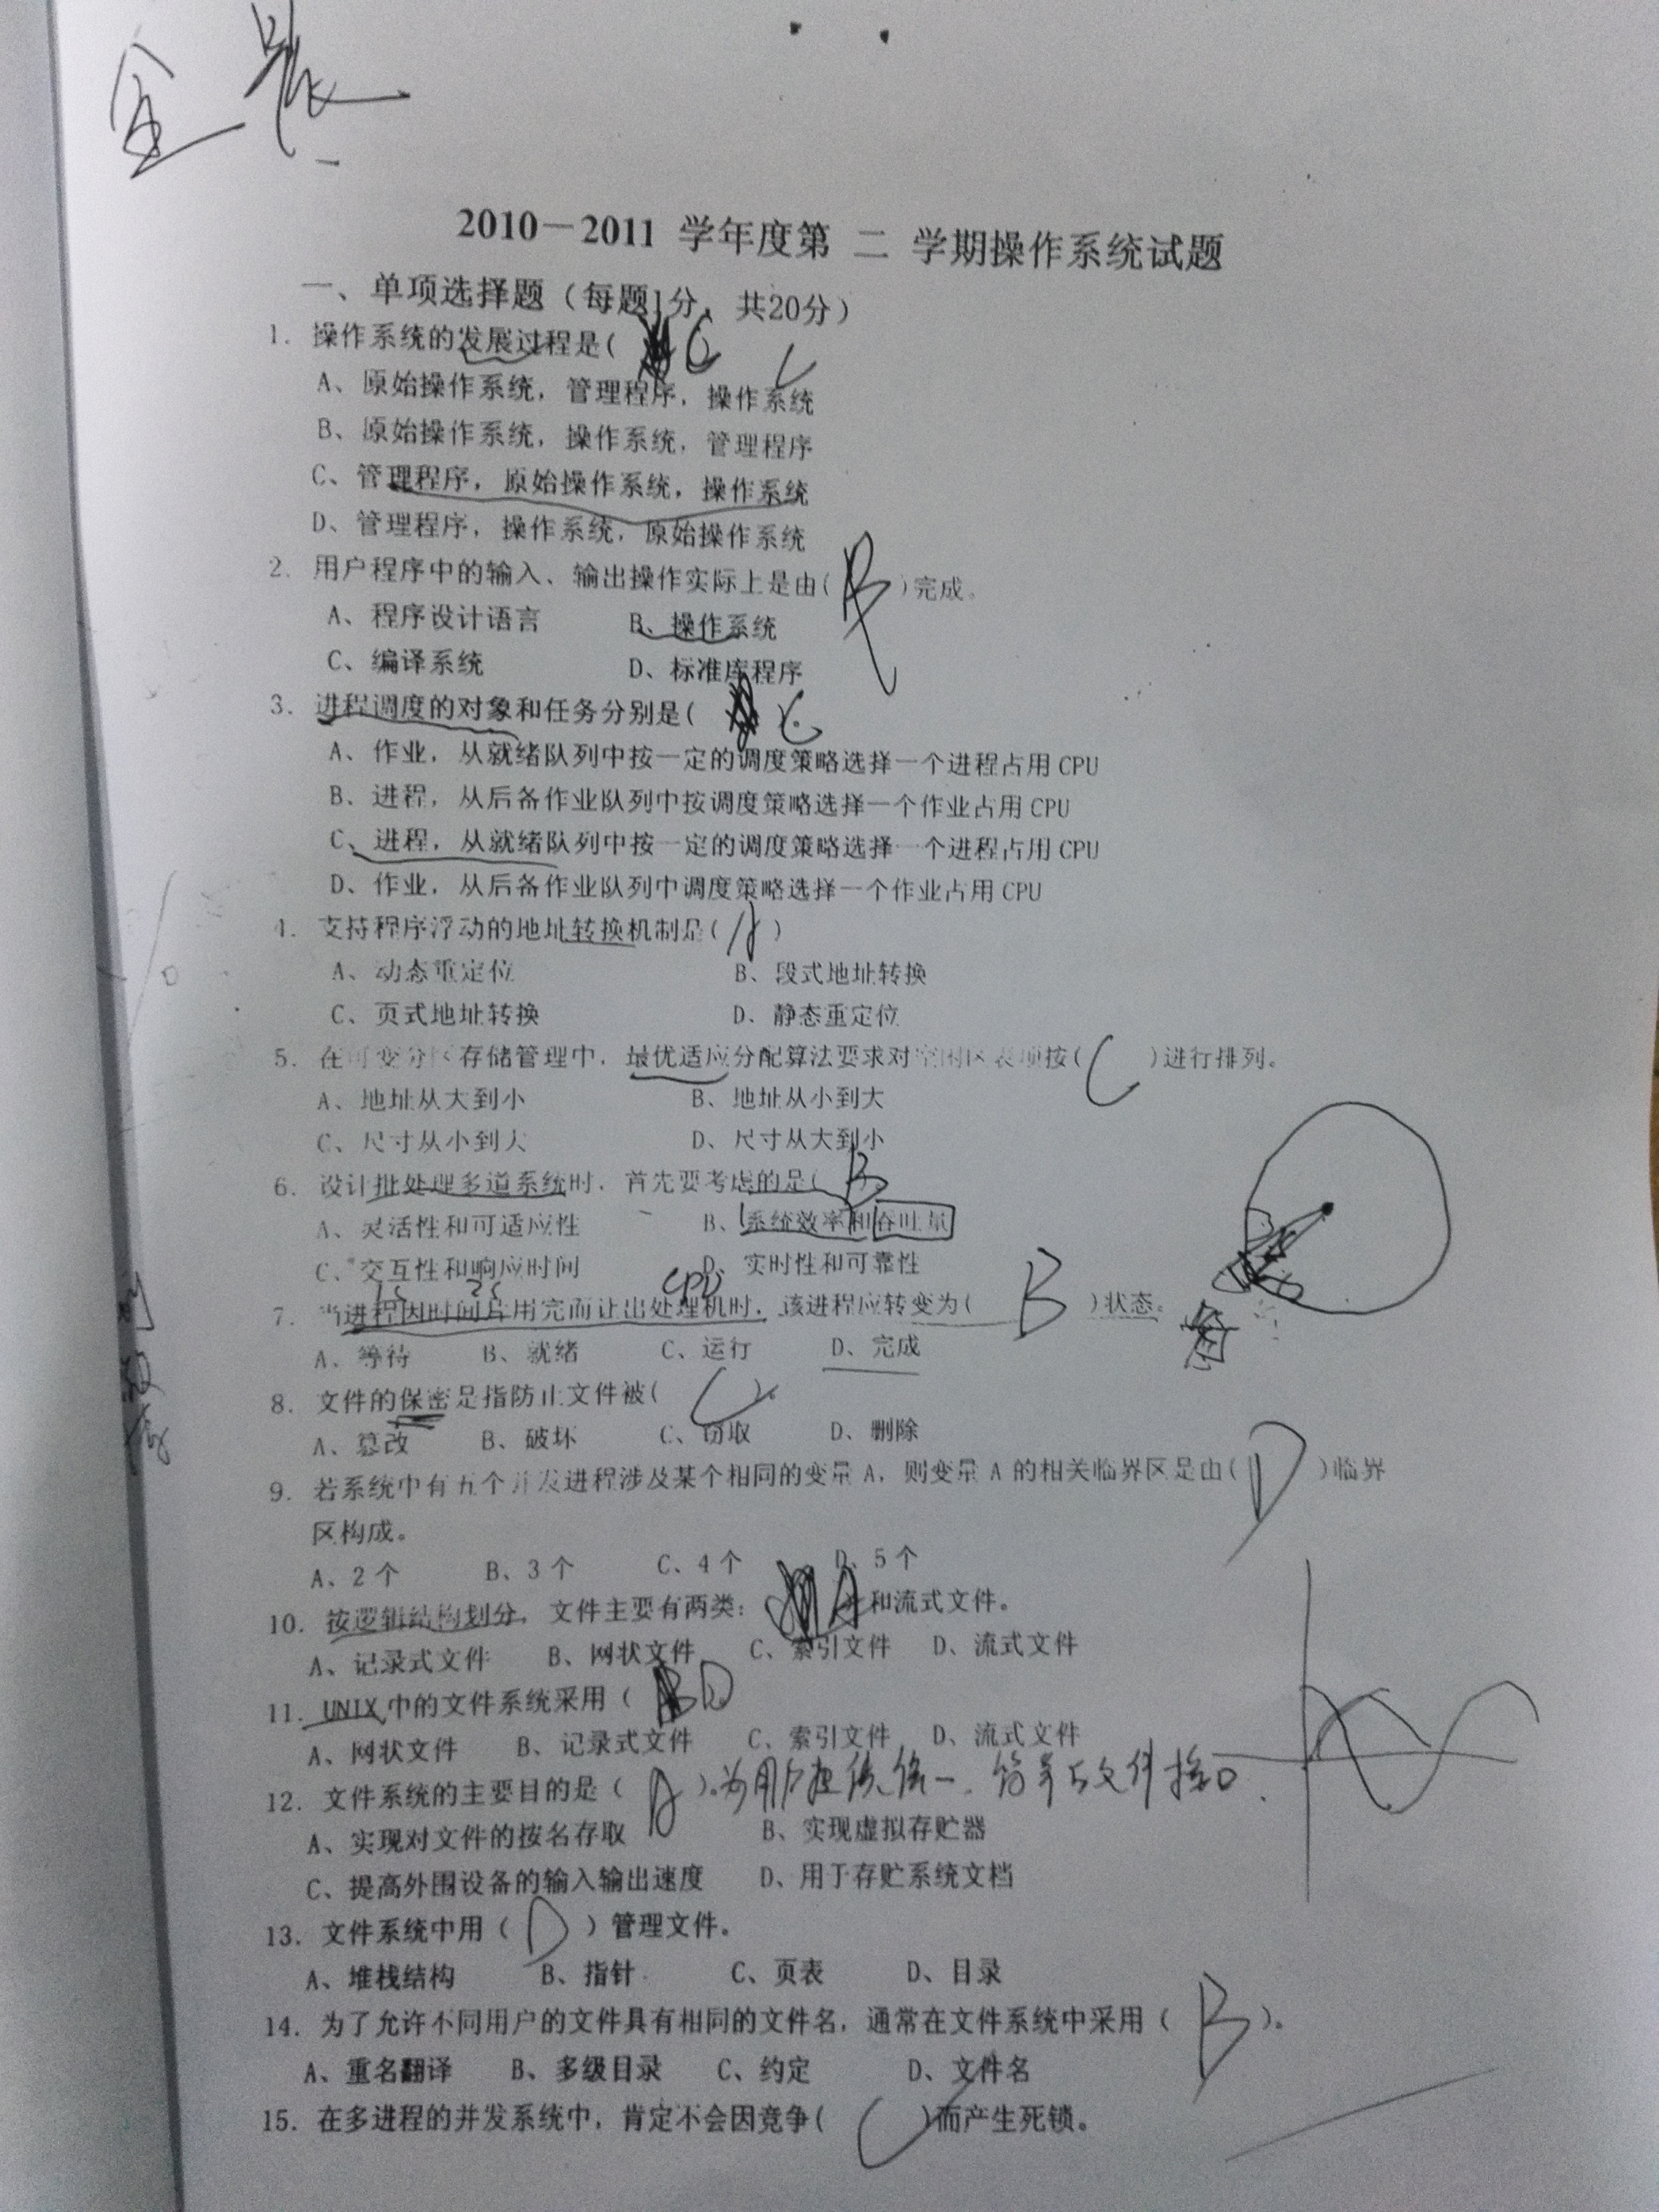 2010－2011 学年度第 二 学期操作系统试题
一、单项选择题（每题1分，共20分）
1. 操作系统的发展过程是( C
A、原始操作系统，管理程序，操作系统
B、原始操作系统，操作系统，管理程序
C、管理程序，原始操作系统，操作系统
D、管理程序，操作系统，原始操作系统
2. 用户程序中的输入、输出操作实际上是由( B )完成。
A、程序设计语言 B、操作系统
C、编译系统 D、标准库程序
3. 进程调度的对象和任务分别是( C )。
A、作业，从就绪队列中按一定的调度策略选择一个进程占用 CPU
B、进程，从后备作业队列中按调度策略选择一个作业占用 CPU
C、进程，从就绪队列中按一定的调度策略选择一个进程占用 CPU
D、作业，从后备作业队列中调度策略选择一个作业占用 CPU
4. 支持程序浮动的地址转换机制是( A )
A、动态重定位 B、段式地址转换
C、页式地址转换 D、静态重定位
5. 在可变分区存储管理中，最优适应分配算法要求对空闲区表项按( C )进行排列。
A、地址从大到小 B、地址从小到大
C、尺寸从小到大 D、尺寸从大到小
6. 设计批处理多道系统时，首先要考虑的是( B )。
A、灵活性和可适应性 B、系统效率和吞吐量
C、交互性和响应时间 D、实时性和可靠性
CPU
7. 当进程因时间片用完而让出处理机时，该进程应转变为( B )状态。
A、等待 B、就绪 C、运行 D、完成
8. 文件的保密是指防止文件被( C )。
A、篡改 B、破坏 C、窃取 D、删除
9. 若系统中有五个并发进程涉及某个相同的变量 A，则变量 A 的相关临界区是由( D )临界
区构成。
A、2 个 B、3 个 C、4 个 D、5 个
10. 按逻辑结构划分，文件主要有两类： A 和流式文件。
A、记录式文件 B、网状文件 C、索引文件 D、流式文件
11. UNIX 中的文件系统采用（ D
A、网状文件 B、记录式文件 C、索引文件 D、流式文件
12. 文件系统的主要目的是（ A ）。为用户提供统一
A、实现对文件的按名存取 B、实现虚拟存贮器
C、提高外围设备的输入输出速度 D、用于存贮系统文档
13. 文件系统中用（ D ）管理文件。
A、堆栈结构 B、指针 C、页表 D、目录
14. 为了允许不同用户的文件具有相同的文件名，通常在文件系统中采用（ B ）。
A、重名翻译 B、多级目录 C、约定 D、文件名
15. 在多进程的并发系统中，肯定不会因竞争( C )而产生死锁。